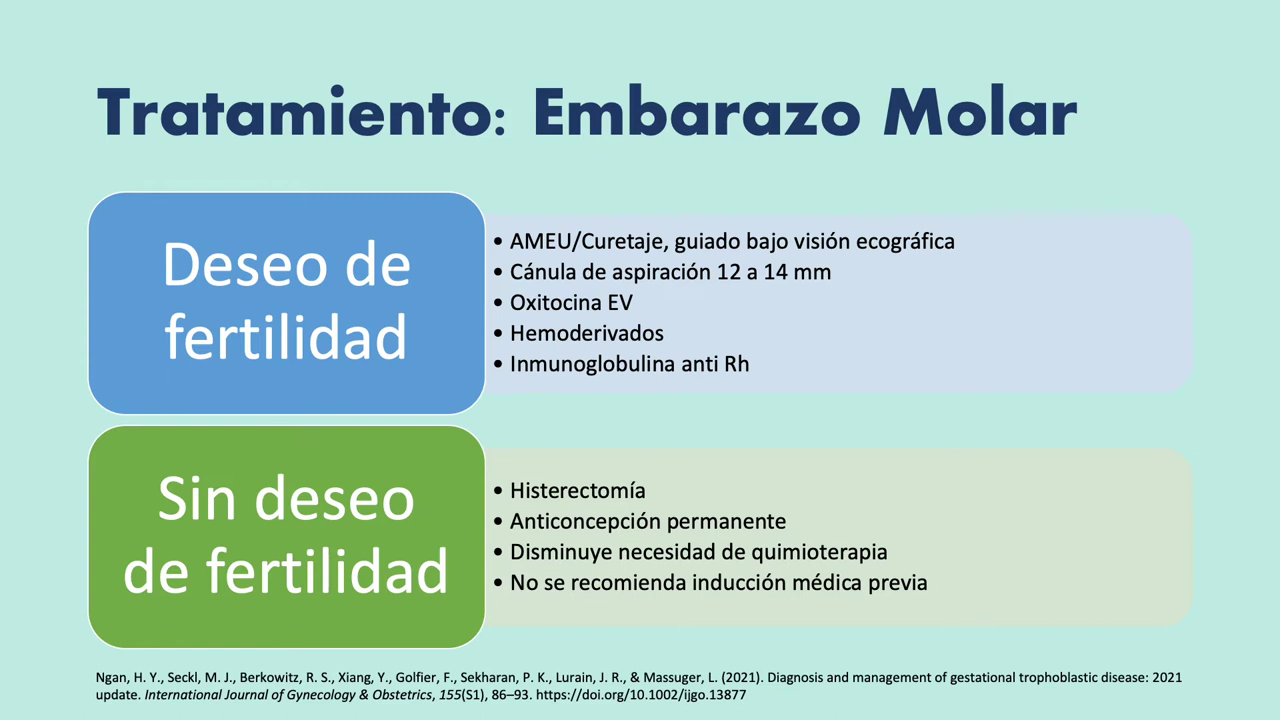 Tratamiento: Embarazo Molar
Deseo de
fertilidad
• AMEU/Curetaje, guiado bajo visión ecográfica
• Cánula de aspiración 12 a 14 mm
• Oxitocina EV
• Hemoderivados
• Inmunoglobulina anti Rh
Sin deseo
de fertilidad
• Histerectomía
• Anticoncepción permanente
• Disminuye necesidad de quimioterapia
• No se recomienda inducción médica previa
Ngan, H. Y., Seckl, M. J., Berkowitz, R. S., Xiang, Y., Golfier, F., Sekharan, P. K., Lurain, J. R., & Massuger, L. (2021). Diagnosis and management of gestational trophoblastic disease: 2021
update. International Journal of Gynecology & Obstetrics, 155(S1), 86–93. https://doi.org/10.1002/ijgo.13877